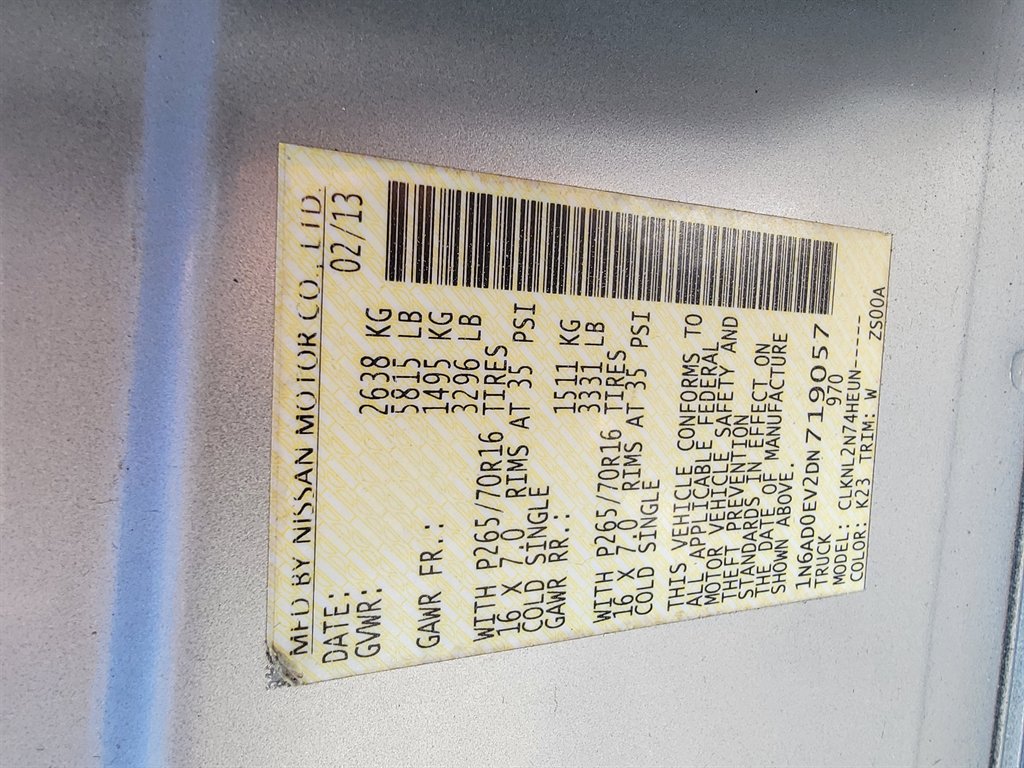 MFD BY NISSAN MOTOR CO., LTD.
DATE: 02/13
GVWR: 2638 KG
5815 LB
GAWR FR.: 1495 KG
3296 LB
WITH P265/70R16 TIRES
16 X 7.0 RIMS AT 35 PSI
COLD SINGLE
GAWR RR.: 1511 KG
3331 LB
WITH P265/70R16 TIRES
16 X 7.0 RIMS AT 35 PSI
COLD SINGLE
THIS VEHICLE CONFORMS TO
ALL APPLICABLE FEDERAL
MOTOR VEHICLE SAFETY AND
THEFT PREVENTION
STANDARDS IN EFFECT ON
THE DATE OF MANUFACTURE
SHOWN ABOVE.
1N6AD0EV2DN719057
TRUCK 970
MODEL: CLKNL2N74HEUN-----
COLOR: K23 TRIM: W ZS00A